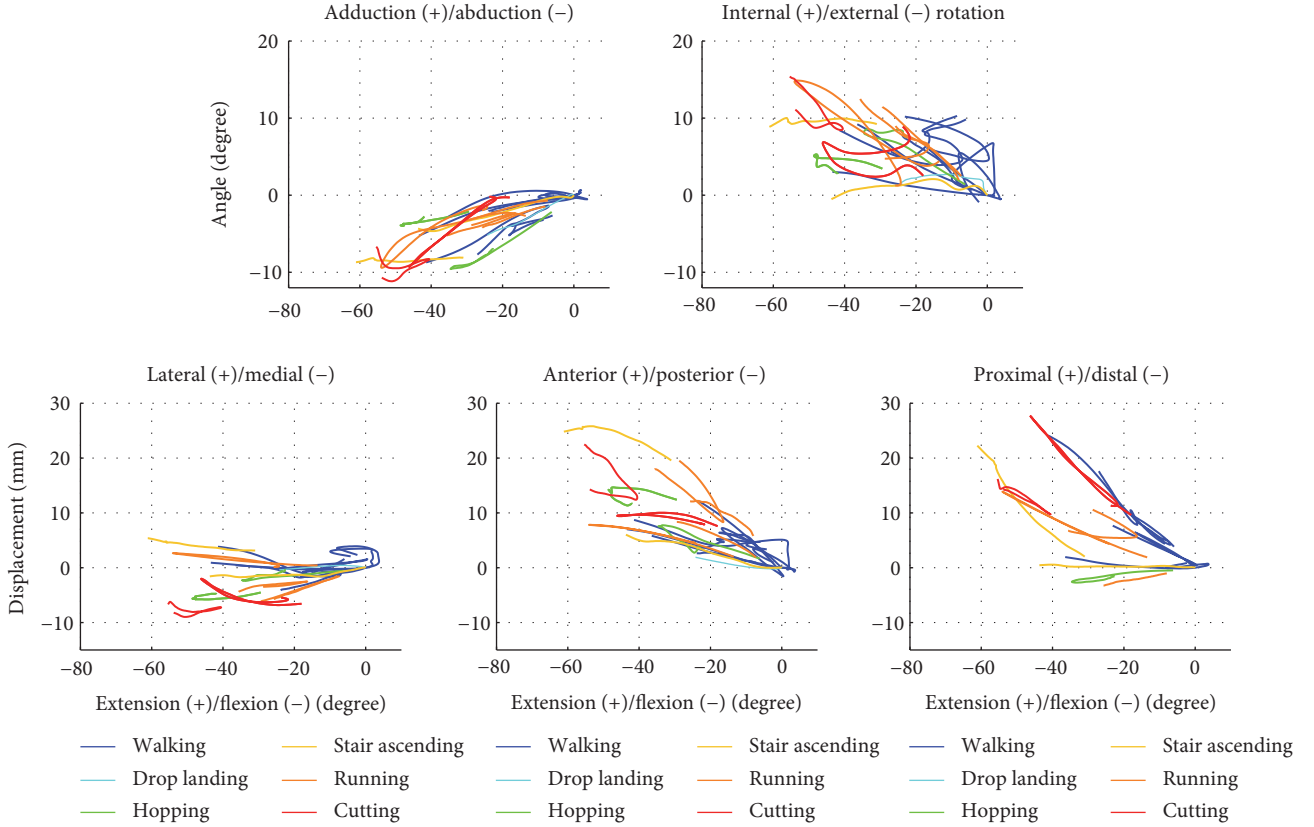 Adduction (+)/abduction (−)
Internal (+)/external (−) rotation
Angle (degree)
20
10
0
−10
−80
−60
−40
−20
0
20
10
0
−10
−80
−60
−40
−20
0
Lateral (+)/medial (−)
Anterior (+)/posterior (−)
Proximal (+)/distal (−)
Displacement (mm)
30
20
10
0
−10
−80
−60
−40
−20
0
30
20
10
0
−10
−80
−60
−40
−20
0
30
20
10
0
−10
−80
−60
−40
−20
0
Extension (+)/flexion (−) (degree)
Extension (+)/flexion (−) (degree)
Extension (+)/flexion (−) (degree)
Walking
Drop landing
Hopping
Stair ascending
Running
Cutting
Walking
Drop landing
Hopping
Stair ascending
Running
Cutting
Walking
Drop landing
Hopping
Stair ascending
Running
Cutting